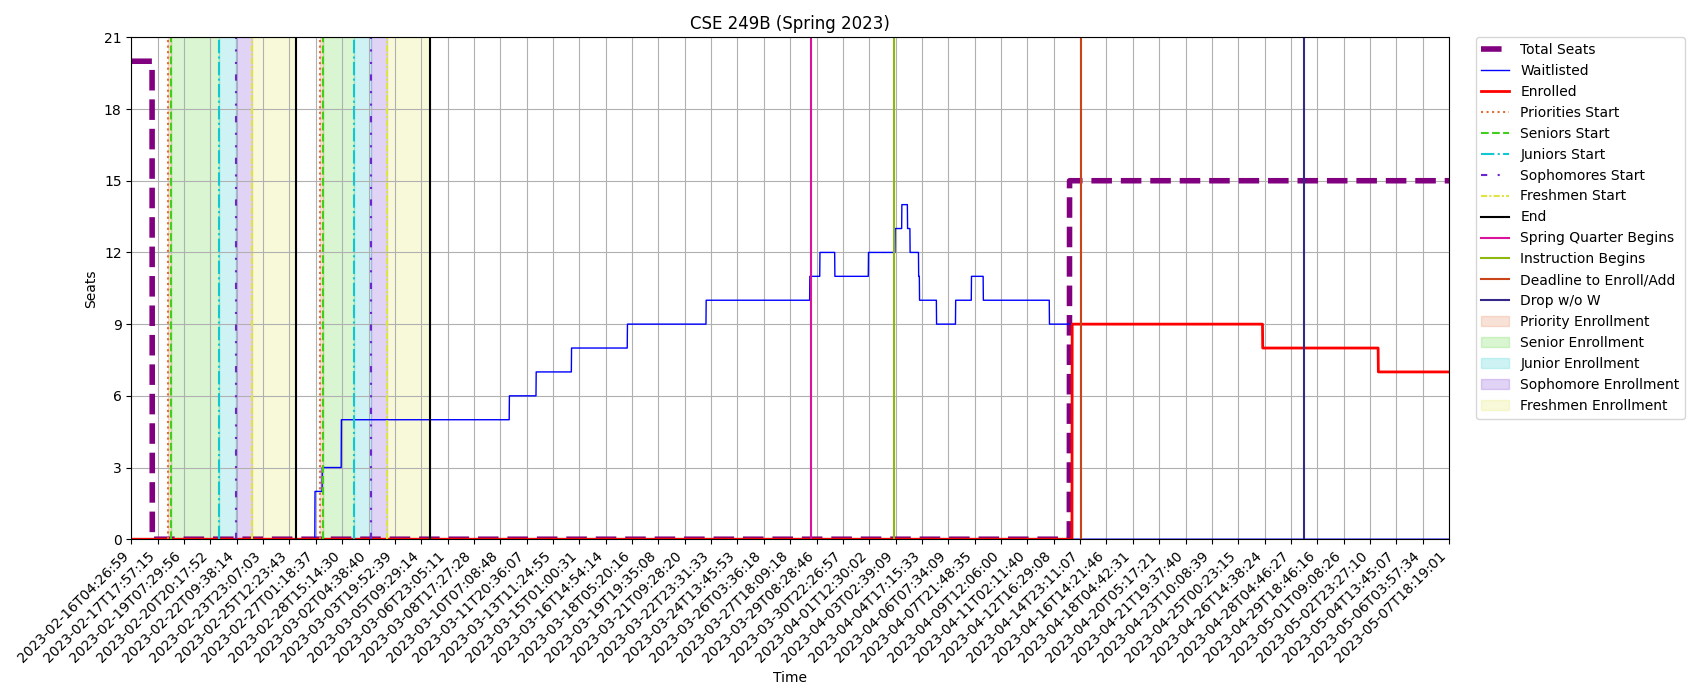 CSE 249B (Spring 2023)
21
18
15
12
9
6
3
0
Seats
2023-02-16T04:26:59
2023-02-17T17:57:15
2023-02-19T07:29:56
2023-02-20T20:17:52
2023-02-22T09:38:14
2023-02-23T23:07:03
2023-02-25T12:23:43
2023-02-27T01:18:37
2023-02-28T15:14:30
2023-03-02T04:38:40
2023-03-03T19:52:39
2023-03-05T09:29:14
2023-03-06T23:05:11
2023-03-08T17:27:28
2023-03-10T07:08:48
2023-03-11T20:36:07
2023-03-13T11:24:55
2023-03-15T01:00:31
2023-03-16T14:54:14
2023-03-18T05:20:16
2023-03-19T19:35:08
2023-03-21T09:28:20
2023-03-22T23:31:33
2023-03-24T13:45:53
2023-03-26T03:36:18
2023-03-27T18:09:18
2023-03-29T08:28:46
2023-03-30T22:26:57
2023-04-01T12:30:02
2023-04-03T02:39:09
2023-04-04T17:15:33
2023-04-06T07:34:09
2023-04-07T21:48:35
2023-04-09T12:06:00
2023-04-11T02:11:40
2023-04-12T16:29:08
2023-04-14T23:11:07
2023-04-16T14:21:46
2023-04-18T04:42:31
2023-04-20T05:17:21
2023-04-21T19:37:40
2023-04-23T10:08:39
2023-04-25T00:23:15
2023-04-26T14:38:24
2023-04-28T04:46:27
2023-04-29T18:46:16
2023-05-01T09:08:26
2023-05-02T23:27:10
2023-05-04T13:45:07
2023-05-06T03:57:34
2023-05-07T18:19:01
Time
Total Seats
Waitlisted
Enrolled
Priorities Start
Seniors Start
Juniors Start
Sophomores Start
Freshmen Start
End
Spring Quarter Begins
Instruction Begins
Deadline to Enroll/Add
Drop w/o W
Priority Enrollment
Senior Enrollment
Junior Enrollment
Sophomore Enrollment
Freshmen Enrollment